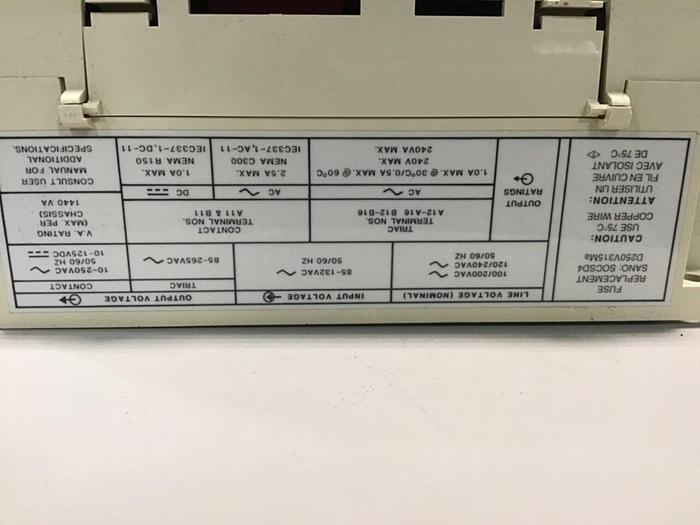 FUSE
REPLACEMENT
SANO: SOCSD4
D250V315Ma
CAUTION:
USE 75°C
COPPER WIRE
ATTENTION:
UTILISER UN
FIL EN CUIVRE
AVEC ISOLANT
DE 75°C
LINE VOLTAGE (NOMINAL)
100/200VAC
120/240VAC
50/60 HZ
INPUT VOLTAGE
85-132VAC
50/60 HZ
OUTPUT VOLTAGE
TRIAC
85-265VAC
CONTACT
10-250VAC
50/60 HZ
10-125VDC
OUTPUT
RATINGS
TRIAC
TERMINAL NOS.
A12-A16 B12-B16
AC
1.0A MAX. @ 30°C/0.5A MAX. @ 60°C
240V MAX.
240VA MAX.
CONTACT
TERMINAL NOS.
A11 & B11
AC
2.5A MAX.
NEMA C300
IEC337-1,AC-11
DC
1.0A MAX.
NEMA R150
IEC337-1,DC-11
V.A. RATING
(MAX. PER
CHASSIS)
1440 VA
CONSULT USER
MANUAL FOR
ADDITIONAL
SPECIFICATIONS.